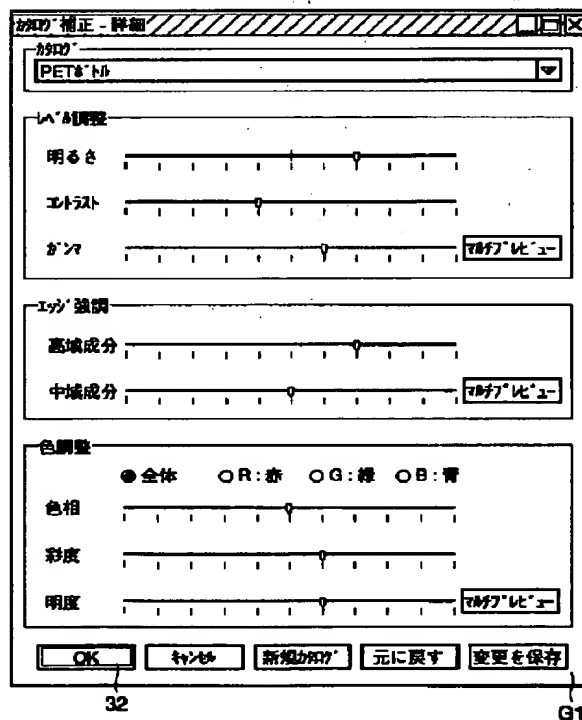 ｶﾀﾛｸﾞ補正 - 詳細
ｶﾀﾛｸﾞ
PETﾎﾞﾄﾙ
ﾚﾍﾞﾙ調整
明るさ
ｺﾝﾄﾗｽﾄ
ｶﾞﾝﾏ ﾏﾙﾁﾌﾟﾚﾋﾞｭｰ
ｴｯｼﾞ強調
高域成分
中域成分 ﾏﾙﾁﾌﾟﾚﾋﾞｭｰ
色調整
全体 R:赤 G:緑 B:青
色相
彩度
明度 ﾏﾙﾁﾌﾟﾚﾋﾞｭｰ
OK ｷｬﾝｾﾙ 新規ｶﾀﾛｸﾞ 元に戻す 変更を保存
32
G1